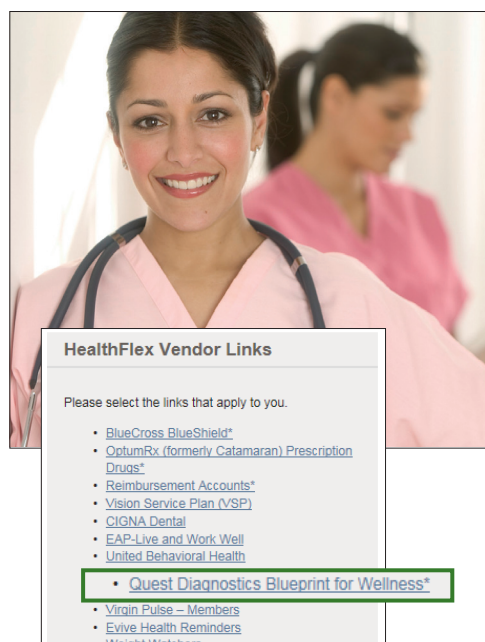 HealthFlex Vendor Links
Please select the links that apply to you.
• BlueCross BlueShield*
• OptumRx (formerly Catamaran) Prescription
Drugs*
• Reimbursement Accounts*
• Vision Service Plan (VSP)
• CIGNA Dental
• EAP-Live and Work Well
• United Behavioral Health
• Quest Diagnostics Blueprint for Wellness*
• Virgin Pulse – Members
• Evive Health Reminders